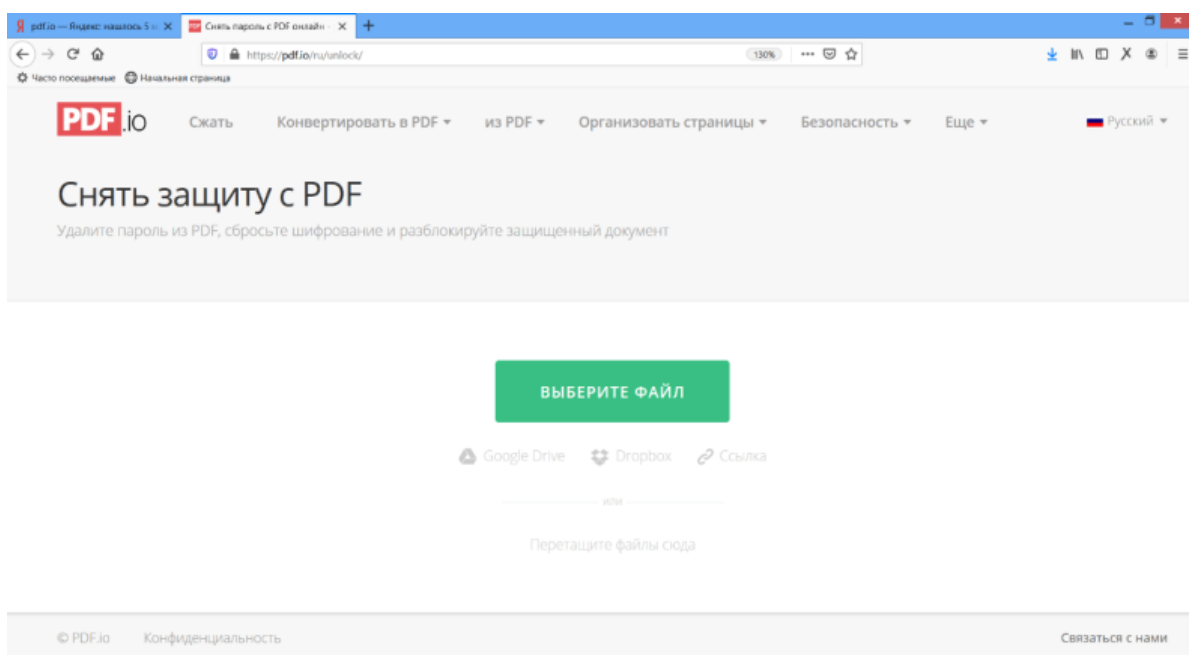 Я pdf.io — Яндекс: нашлось 5 м
PDF Снять пароль с PDF онлайн -
https://pdf.io/ru/unlock/
130%
Часто посещаемые Начальная страница
PDF.io Сжать Конвертировать в PDF из PDF Организовать страницы Безопасность Еще Русский
Снять защиту с PDF
Удалите пароль из PDF, сбросьте шифрование и разблокируйте защищенный документ
ВЫБЕРИТЕ ФАЙЛ
Google Drive Dropbox Ссылка
или
Перетащите файлы сюда
© PDF.io Конфиденциальность Связаться с нами